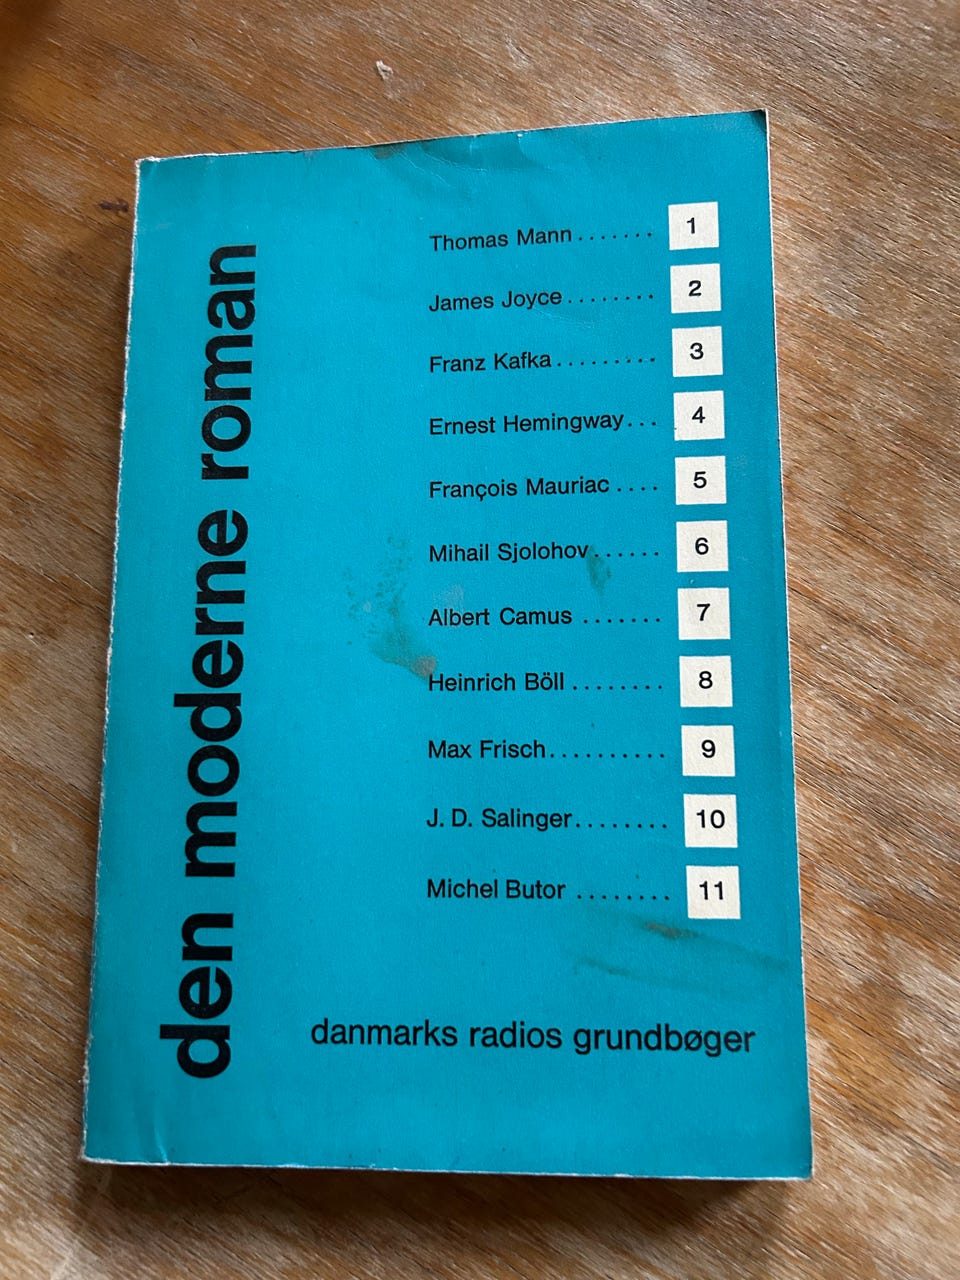 den moderne roman
Thomas Mann ....... 1
James Joyce ........ 2
Franz Kafka ......... 3
Ernest Hemingway ... 4
François Mauriac .... 5
Mihail Sjolohov ...... 6
Albert Camus ....... 7
Heinrich Böll ........ 8
Max Frisch .......... 9
J. D. Salinger ........ 10
Michel Butor ........ 11
danmarks radios grundbøger